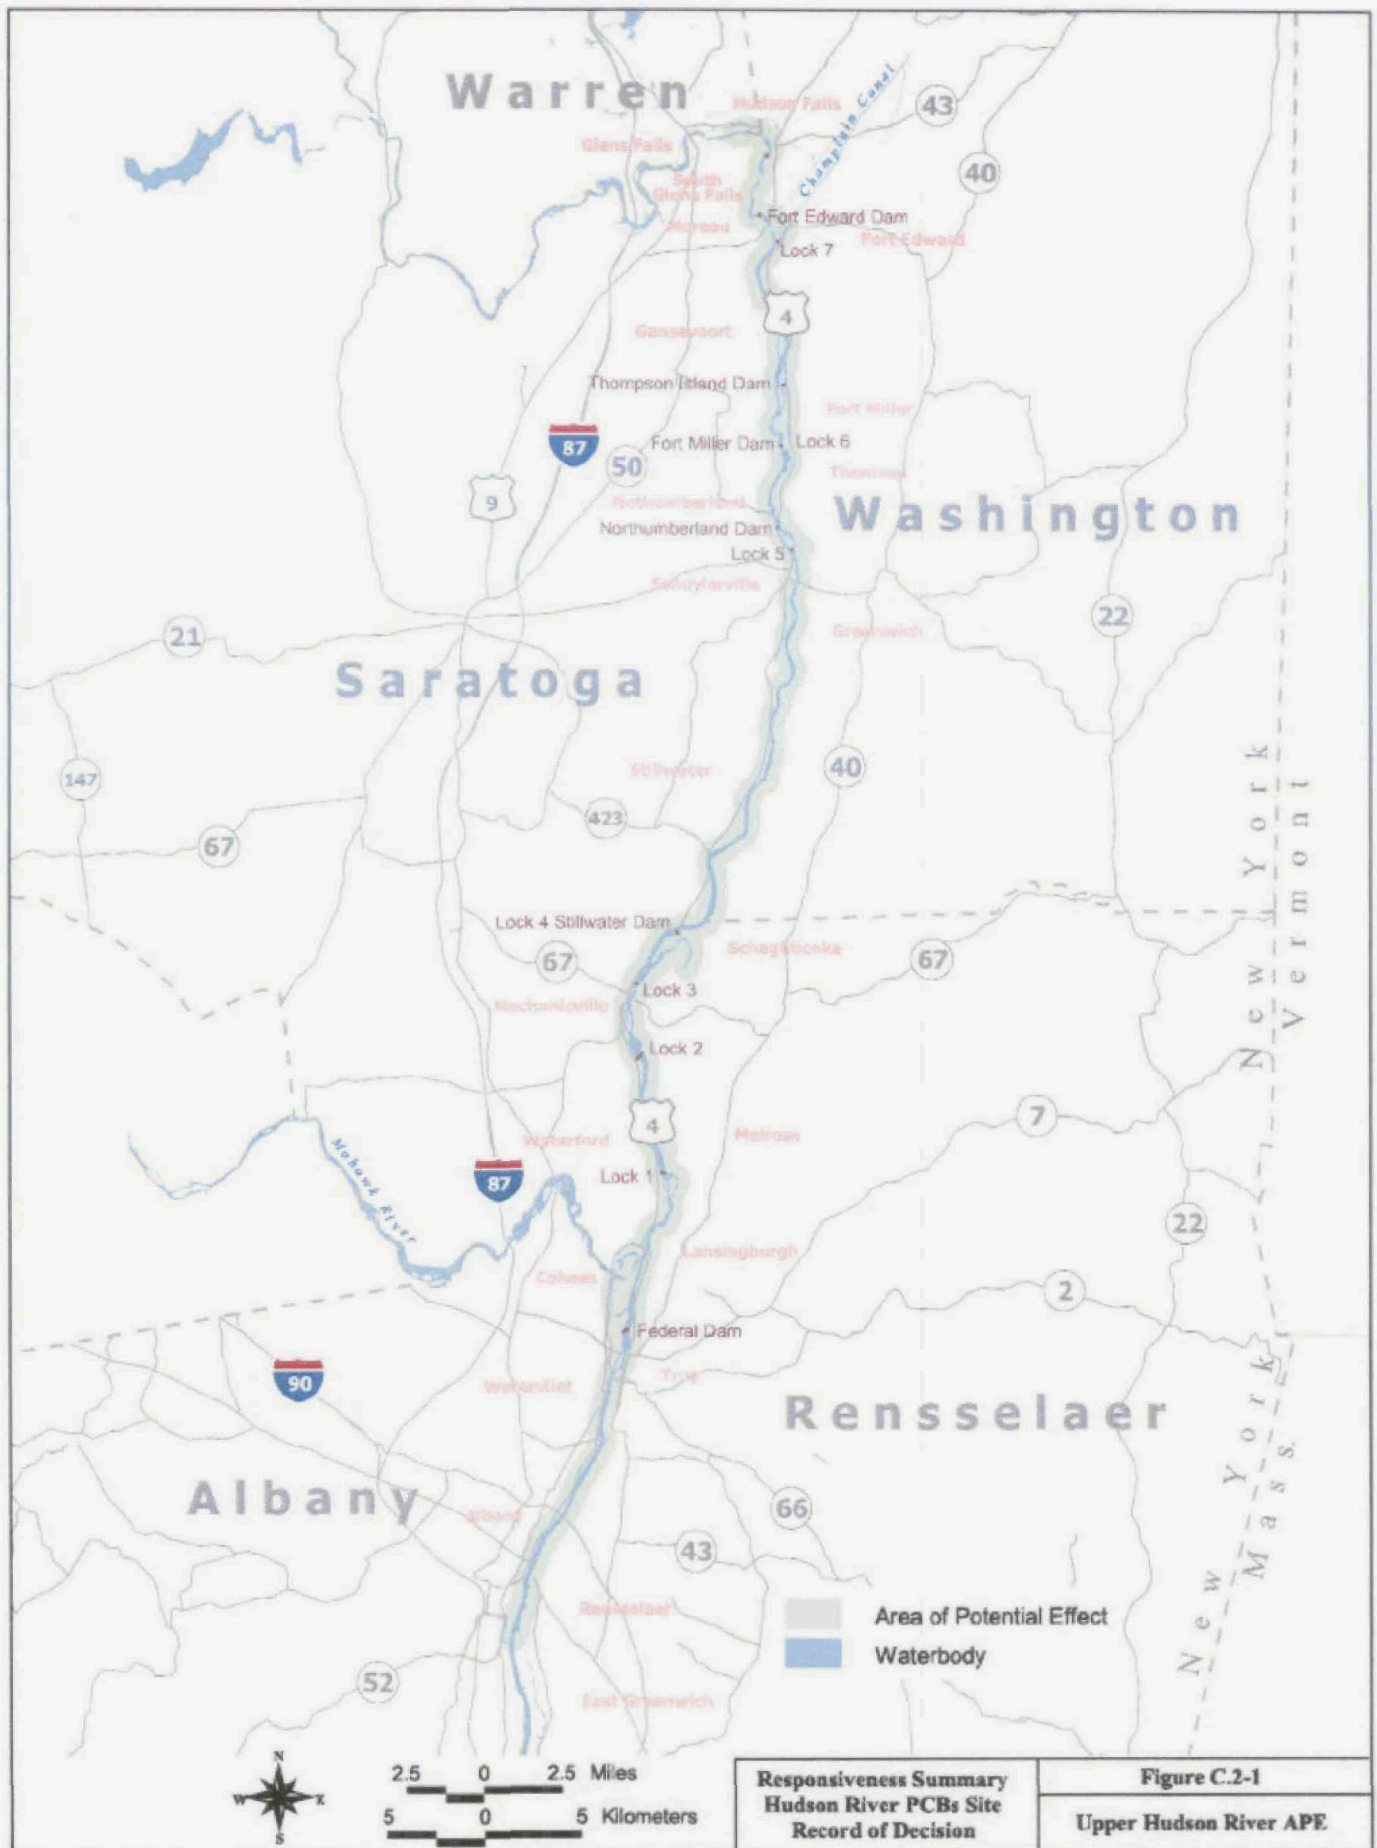 Warren
Hudson Falls
Champlain Canal
43
Glens Falls
40
South
Glens Falls
Moreau
Fort Edward Dam
Fort Edward
Lock 7
4
Gansevoort
Thompson Island Dam
Fort Miller
87
Fort Miller Dam
Lock 6
50
9
Nothumberland
Washington
Northumberland Dam
Lock 5
Schuylerville
22
21
Greenwich
Saratoga
New York
Vermont
147
Stillwater
40
423
67
Lock 4 Stillwater Dam
Schaghticoke
67
67
Lock 3
Mechanicville
Lock 2
7
4
Waterford
Melrose
Mohawk River
87
Lock 1
22
Lansingburgh
Cohoes
2
Federal Dam
90
Watervliet
Troy
New York
Mass.
Rensselaer
Albany
66
Albany
43
Rensselaer
Area of Potential Effect
Waterbody
52
East Greenwich
N
W E
S
2.5 0 2.5 Miles
5 0 5 Kilometers
Responsiveness Summary
Hudson River PCBs Site
Record of Decision
Figure C.2-1
Upper Hudson River APE